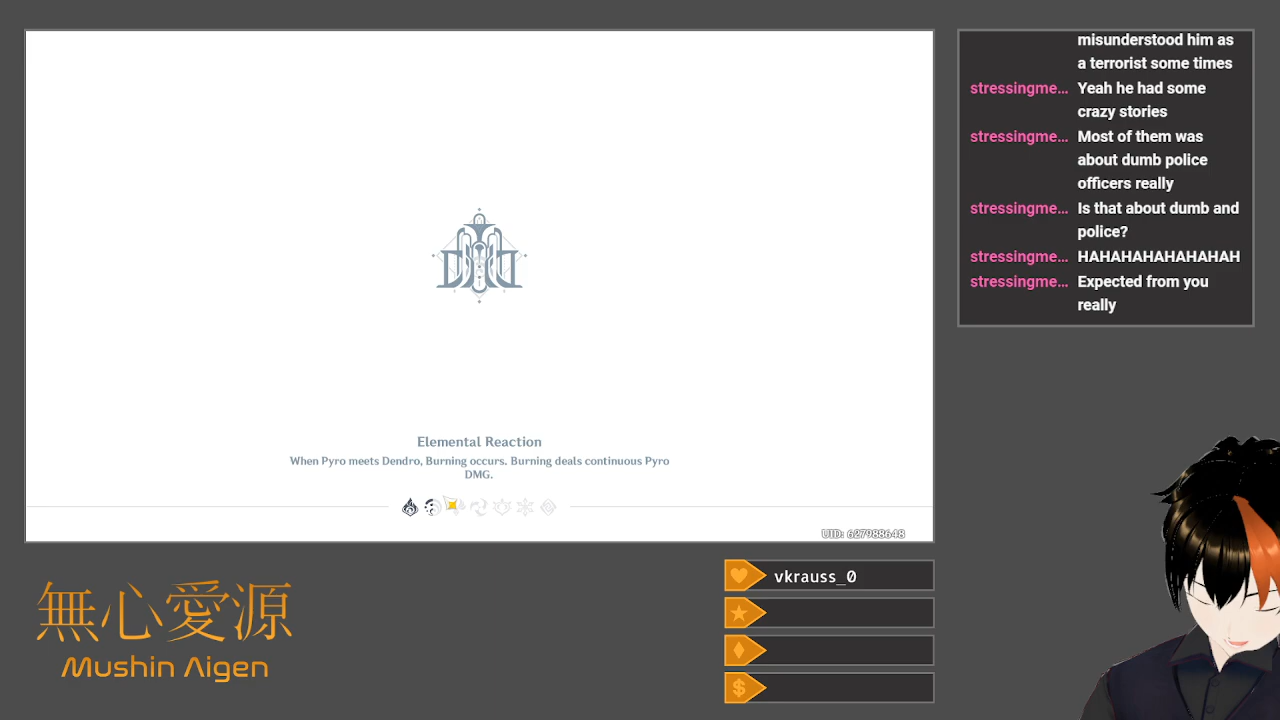 misunderstood him as
a terrorist some times
stressingme... Yeah he had some
crazy stories
stressingme... Most of them was
about dumb police
officers really
stressingme... Is that about dumb and
police?
stressingme... HAHAHAHAHAHAHAH
stressingme... Expected from you
really
Elemental Reaction
When Pyro meets Dendro, Burning occurs. Burning deals continuous Pyro
DMG.
UID: 627988648
vkrauss_0
無心愛源
Mushin Aigen